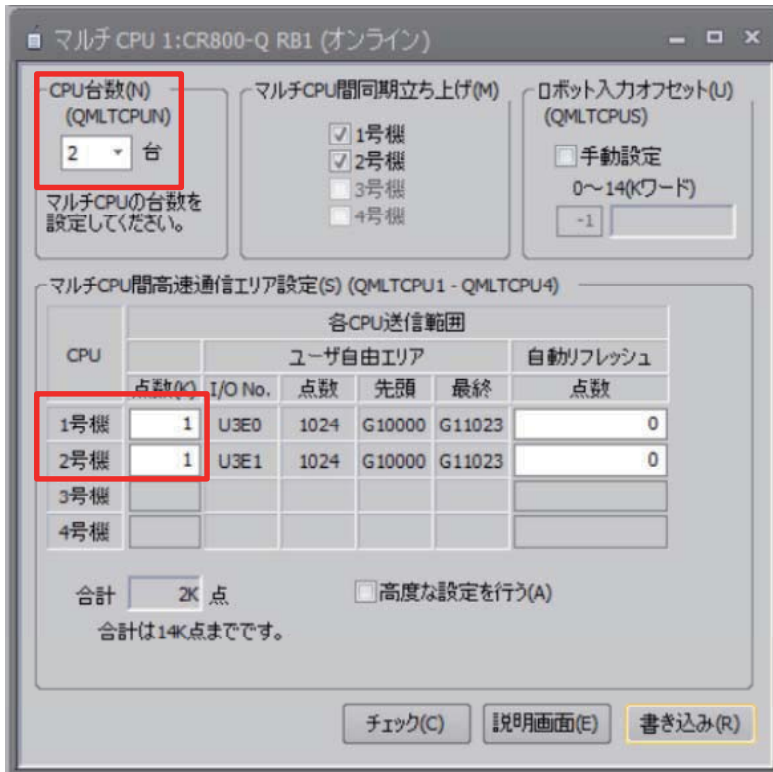 マルチ CPU 1:CR800-Q RB1 (オンライン)
CPU台数(N)
(QMLTCPUN)
2 台
マルチCPUの台数を
設定してください。
マルチCPU間同期立ち上げ(M)
1号機
2号機
3号機
4号機
ロボット入力オフセット(U)
(QMLTCPUS)
手動設定
0～14(Kワード)
-1
マルチCPU間高速通信エリア設定(S) (QMLTCPU1 - QMLTCPU4)
各CPU送信範囲
CPU ユーザ自由エリア 自動リフレッシュ
点数(K) I/O No. 点数 先頭 最終 点数
1号機 1 U3E0 1024 G10000 G11023 0
2号機 1 U3E1 1024 G10000 G11023 0
3号機
4号機
合計 2K 点 高度な設定を行う(A)
合計は14K点までです。
チェック(C) 説明画面(E) 書き込み(R)